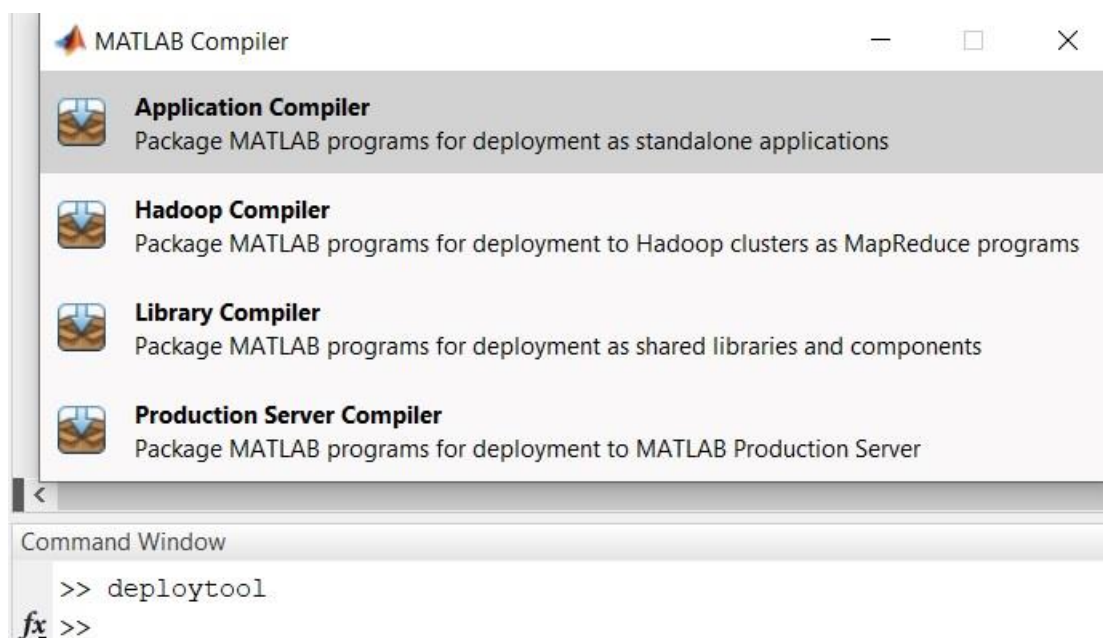 MATLAB Compiler
Application Compiler
Package MATLAB programs for deployment as standalone applications
Hadoop Compiler
Package MATLAB programs for deployment to Hadoop clusters as MapReduce programs
Library Compiler
Package MATLAB programs for deployment as shared libraries and components
Production Server Compiler
Package MATLAB programs for deployment to MATLAB Production Server
Command Window
>> deploytool
fx >>